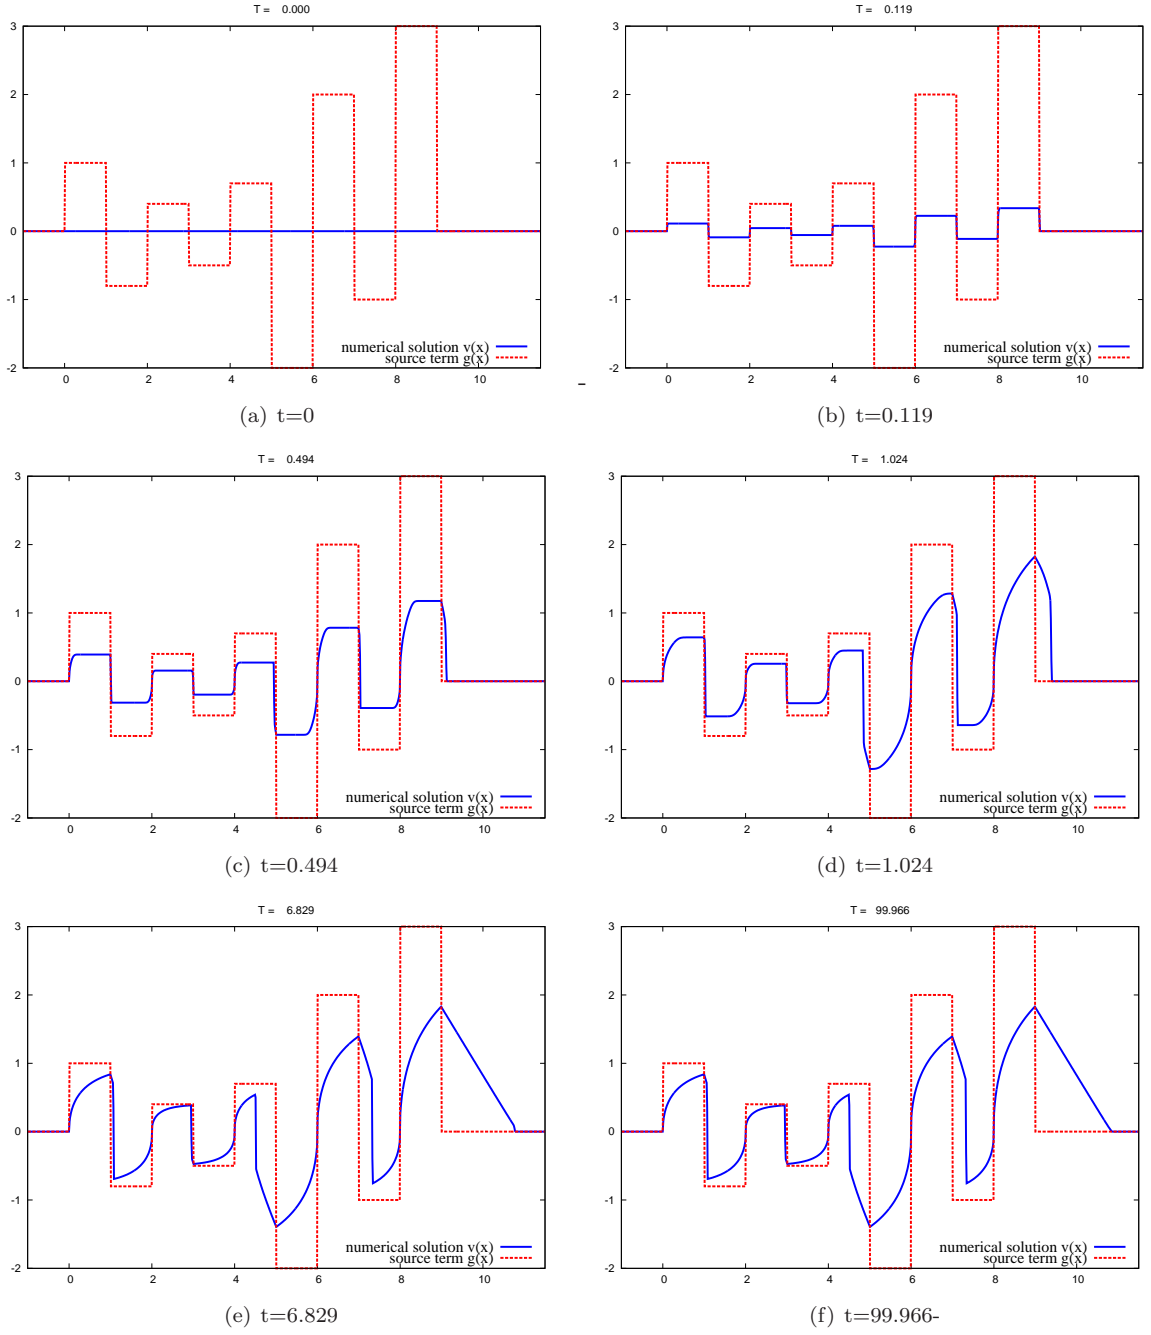 T = 0.000
3
2
1
0
-1
-2
numerical solution v(x)
source term g(x)
0 2 4 6 8 10
(a) t=0
T = 0.119
3
2
1
0
-1
-2
numerical solution v(x)
source term g(x)
0 2 4 6 8 10
(b) t=0.119
T = 0.494
3
2
1
0
-1
-2
numerical solution v(x)
source term g(x)
0 2 4 6 8 10
(c) t=0.494
T = 1.024
3
2
1
0
-1
-2
numerical solution v(x)
source term g(x)
0 2 4 6 8 10
(d) t=1.024
T = 6.829
3
2
1
0
-1
-2
numerical solution v(x)
source term g(x)
0 2 4 6 8 10
(e) t=6.829
T = 99.966
3
2
1
0
-1
-2
numerical solution v(x)
source term g(x)
0 2 4 6 8 10
(f) t=99.966-